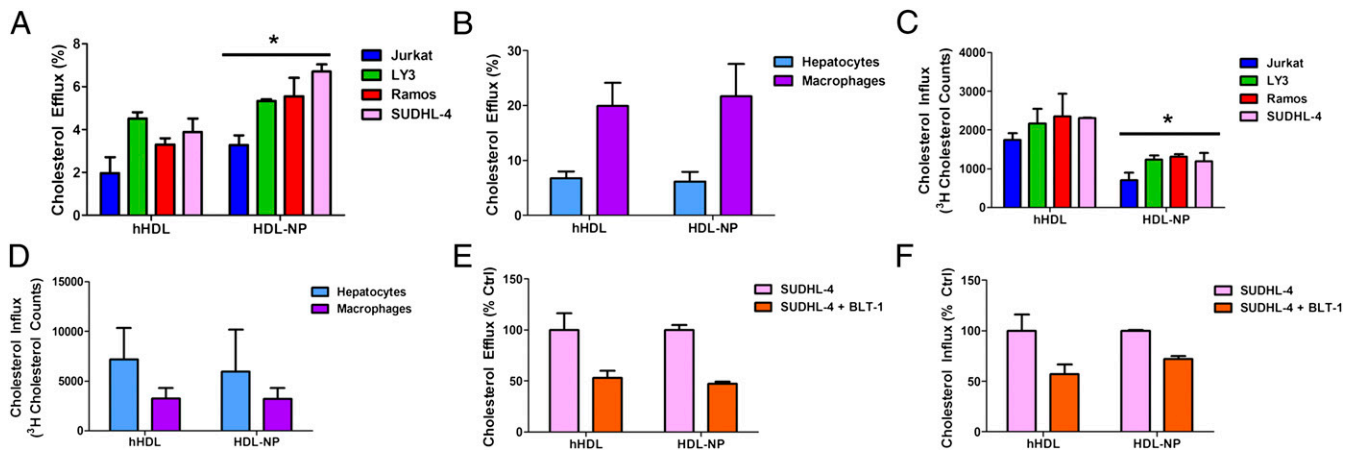 A
Cholesterol Efflux (%)
8
6
4
2
0
*
Jurkat
LY3
Ramos
SUDHL-4
hHDL
HDL-NP
B
Cholesterol Efflux (%)
30
20
10
0
Hepatocytes
Macrophages
hHDL
HDL-NP
C
Cholesterol Influx
(³H Cholesterol Counts)
4000
3000
2000
1000
0
*
Jurkat
LY3
Ramos
SUDHL-4
hHDL
HDL-NP
D
Cholesterol Influx
(³H Cholesterol Counts)
15000
10000
5000
0
Hepatocytes
Macrophages
hHDL
HDL-NP
E
Cholesterol Efflux (% Ctrl)
150
100
50
0
SUDHL-4
SUDHL-4 + BLT-1
hHDL
HDL-NP
F
Cholesterol Influx (% Ctrl)
150
100
50
0
SUDHL-4
SUDHL-4 + BLT-1
hHDL
HDL-NP